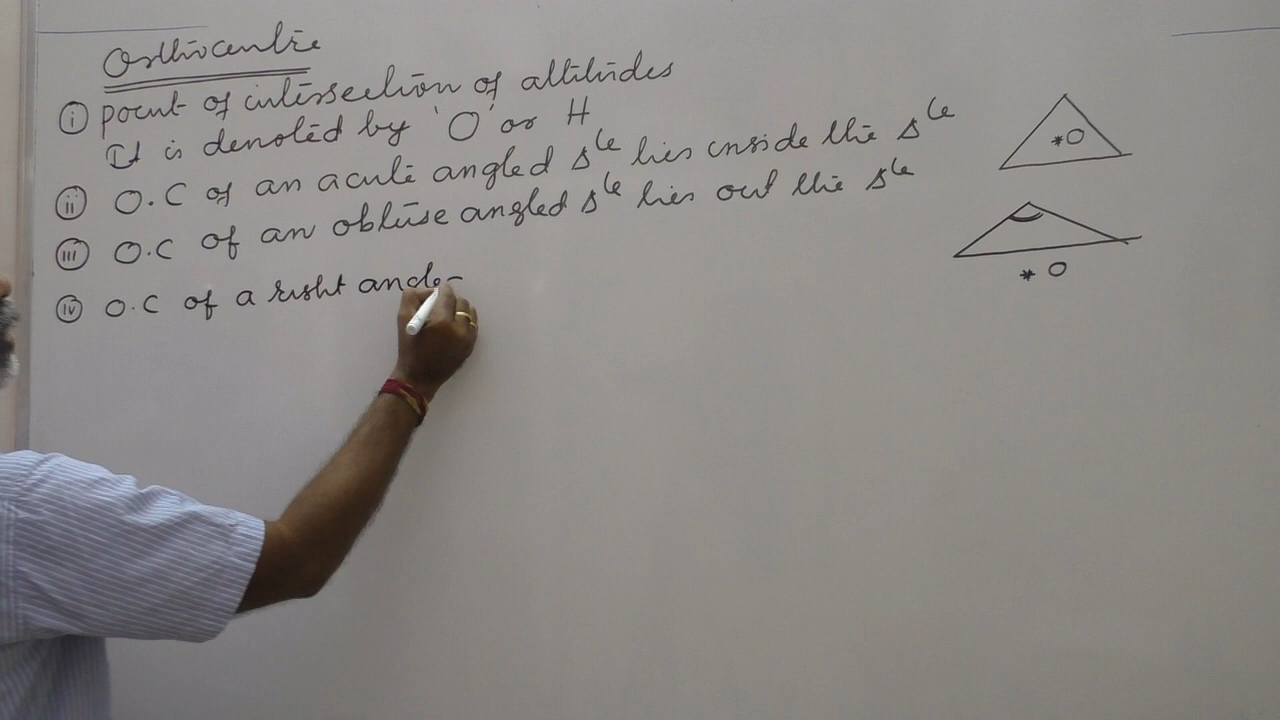 Orthocentre
(i) point of intersection of altitudes
It is denoted by 'O' or H
(ii) O.C of an acute angled Δle lies inside the Δle
(iii) O.C of an obtuse angled Δle lies out the Δle
(iv) O.C of a right angle
* O
* O